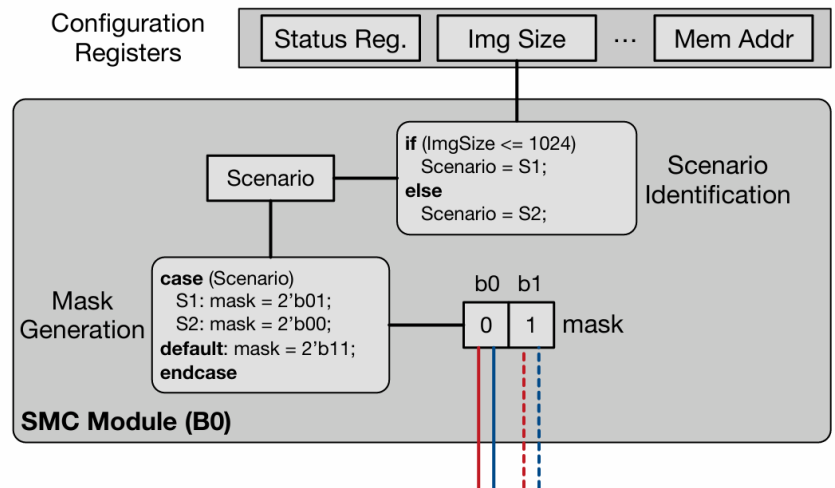 Configuration
Registers
Status Reg.
Img Size
...
Mem Addr
if (ImgSize <= 1024)
Scenario = S1;
else
Scenario = S2;
Scenario
Identification
Scenario
Mask
Generation
case (Scenario)
S1: mask = 2’b01;
S2: mask = 2’b00;
default: mask = 2’b11;
endcase
b0 b1
0 1 mask
SMC Module (B0)